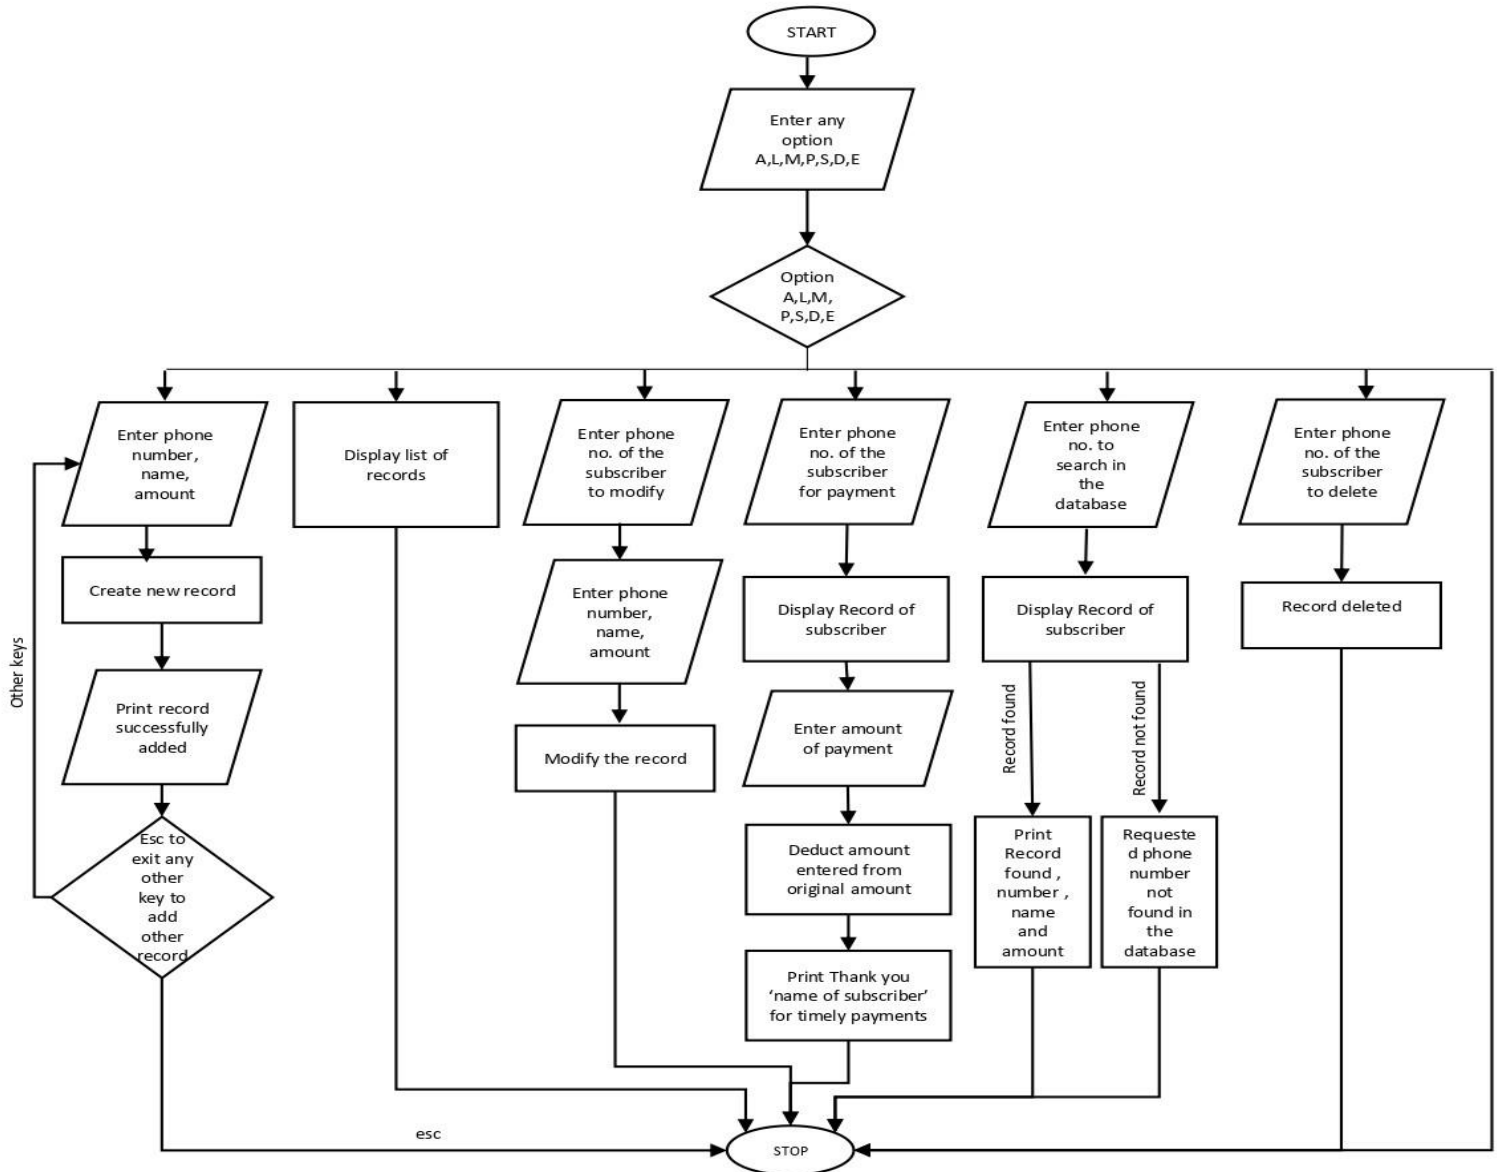 START
Enter any
option
A,L,M,P,S,D,E
Option
A,L,M,
P,S,D,E
Enter phone
number,
name,
amount
Create new record
Print record
successfully
added
Esc to
exit any
other
key to
add
other
record
Other keys
esc
Display list of
records
Enter phone
no. of the
subscriber
to modify
Enter phone
number,
name,
amount
Modify the record
Enter phone
no. of the
subscriber
for payment
Display Record of
subscriber
Enter amount
of payment
Deduct amount
entered from
original amount
Print Thank you
‘name of subscriber’
for timely payments
Enter phone
no. to
search in
the
database
Display Record of
subscriber
Record found
Record not found
Print
Record
found ,
number ,
name
and
amount
Requeste
d phone
number
not
found in
the
database
Enter phone
no. of the
subscriber
to delete
Record deleted
STOP